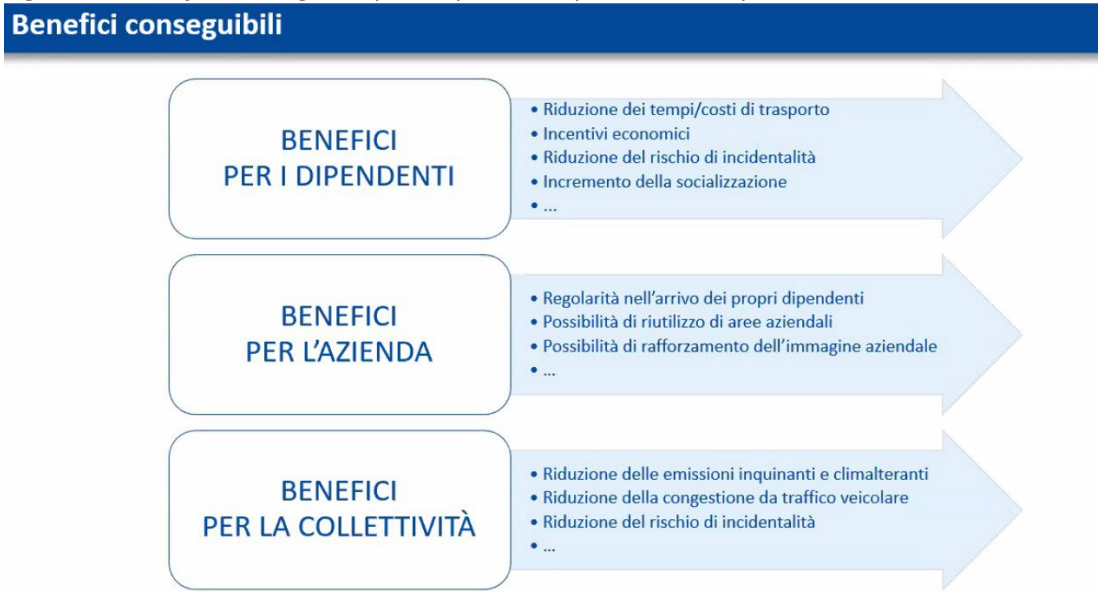 Benefici conseguibili
BENEFICI
PER I DIPENDENTI
• Riduzione dei tempi/costi di trasporto
• Incentivi economici
• Riduzione del rischio di incidentalità
• Incremento della socializzazione
• ...
BENEFICI
PER L'AZIENDA
• Regolarità nell'arrivo dei propri dipendenti
• Possibilità di riutilizzo di aree aziendali
• Possibilità di rafforzamento dell'immagine aziendale
• ...
BENEFICI
PER LA COLLETTIVITÀ
• Riduzione delle emissioni inquinanti e climalteranti
• Riduzione della congestione da traffico veicolare
• Riduzione del rischio di incidentalità
• ...